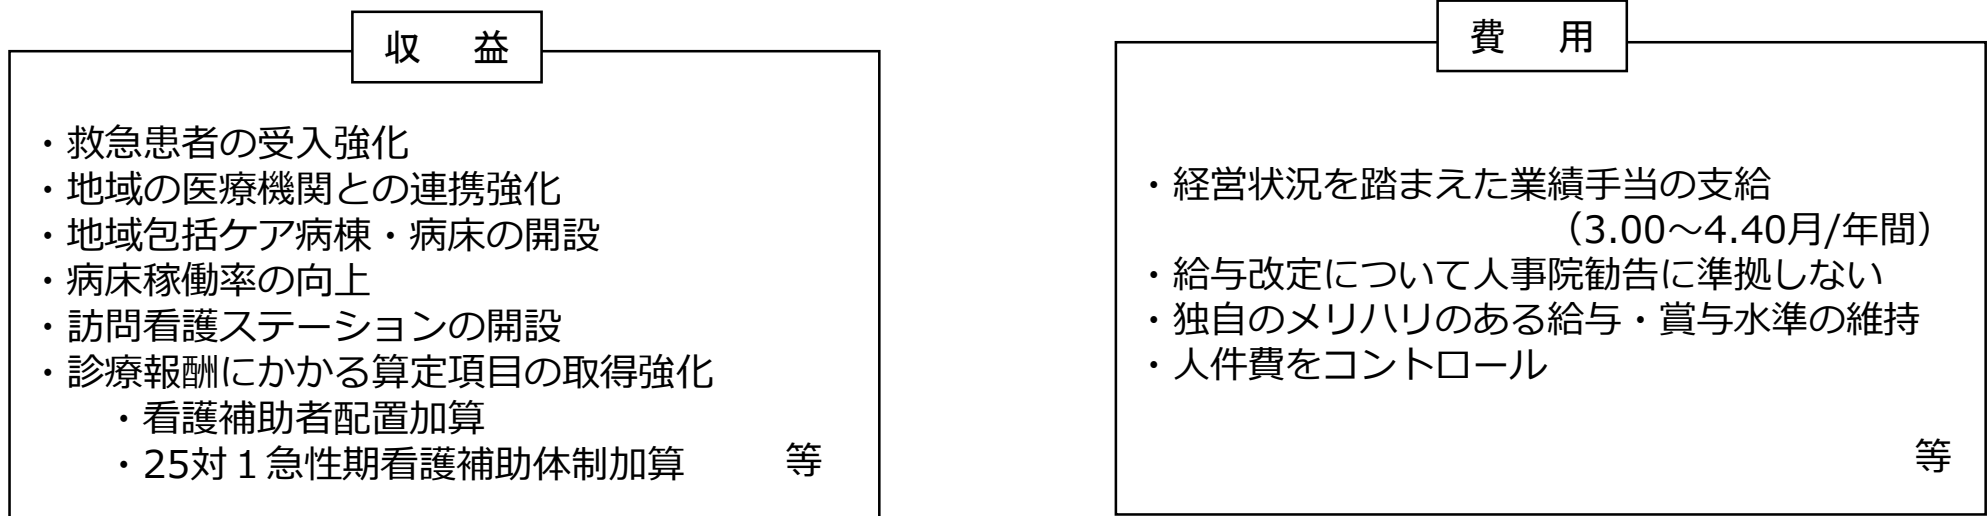 収　益
・救急患者の受入強化
・地域の医療機関との連携強化
・地域包括ケア病棟・病床の開設
・病床稼働率の向上
・訪問看護ステーションの開設
・診療報酬にかかる算定項目の取得強化
・看護補助者配置加算
・25対１急性期看護補助体制加算　　等
費　用
・経営状況を踏まえた業績手当の支給
（3.00～4.40月/年間）
・給与改定について人事院勧告に準拠しない
・独自のメリハリのある給与・賞与水準の維持
・人件費をコントロール
等